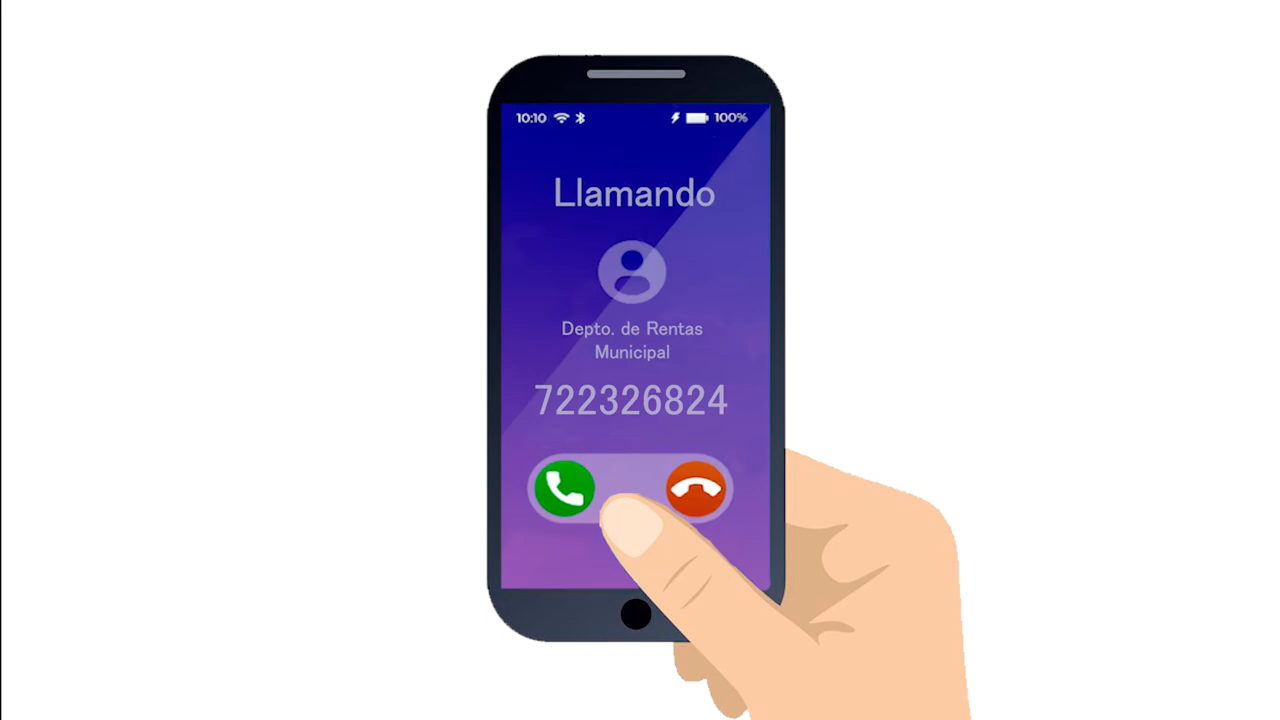 10:10 100%
Llamando
Depto. de Rentas
Municipal
722326824